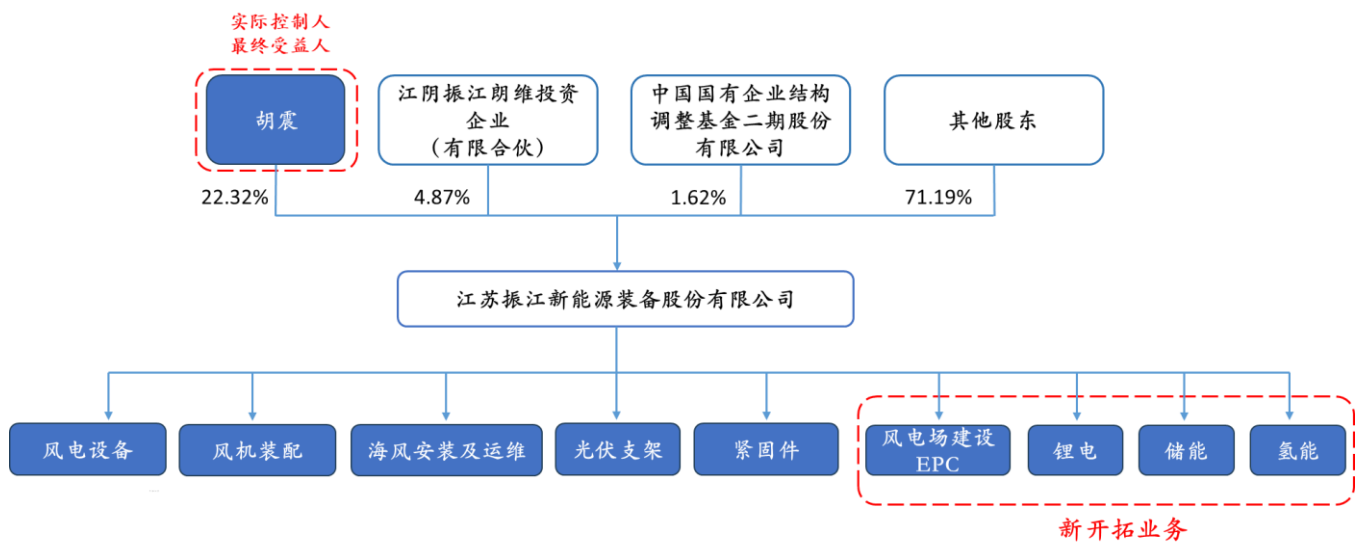 实际控制人
最终受益人
胡震
江阴振江朗维投资
企业
（有限合伙）
中国国有企业结构
调整基金二期股份
有限公司
其他股东
22.32%
4.87%
1.62%
71.19%
江苏振江新能源装备股份有限公司
风电设备
风机装配
海风安装及运维
光伏支架
紧固件
风电场建设
EPC
锂电
储能
氢能
新开拓业务